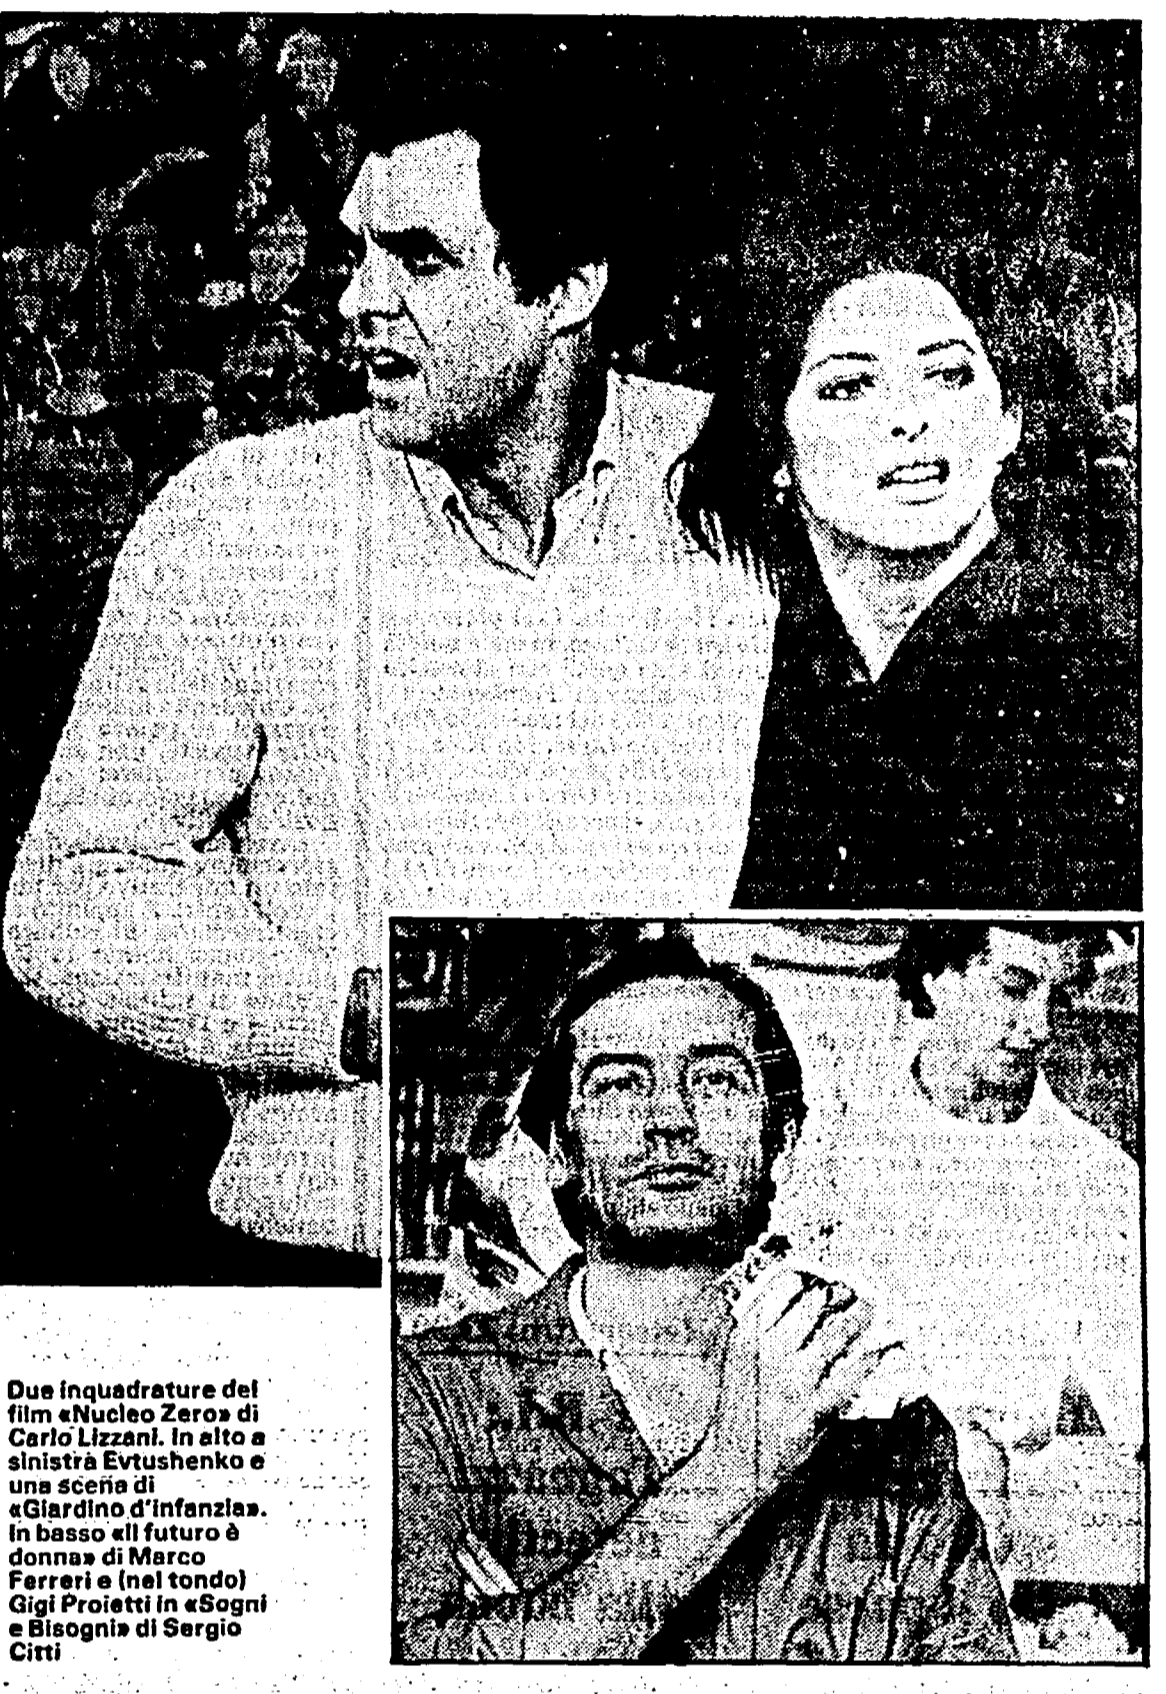 Due inquadrature del
film «Nucleo Zero» di
Carlo Lizzani. In alto a
sinistra Evtushenko e
una scena di
«Giardino d'infanzia».
In basso «Il futuro è
donna» di Marco
Ferreri e (nel tondo)
Gigi Proietti in «Sogni
e Bisogni» di Sergio
Citti